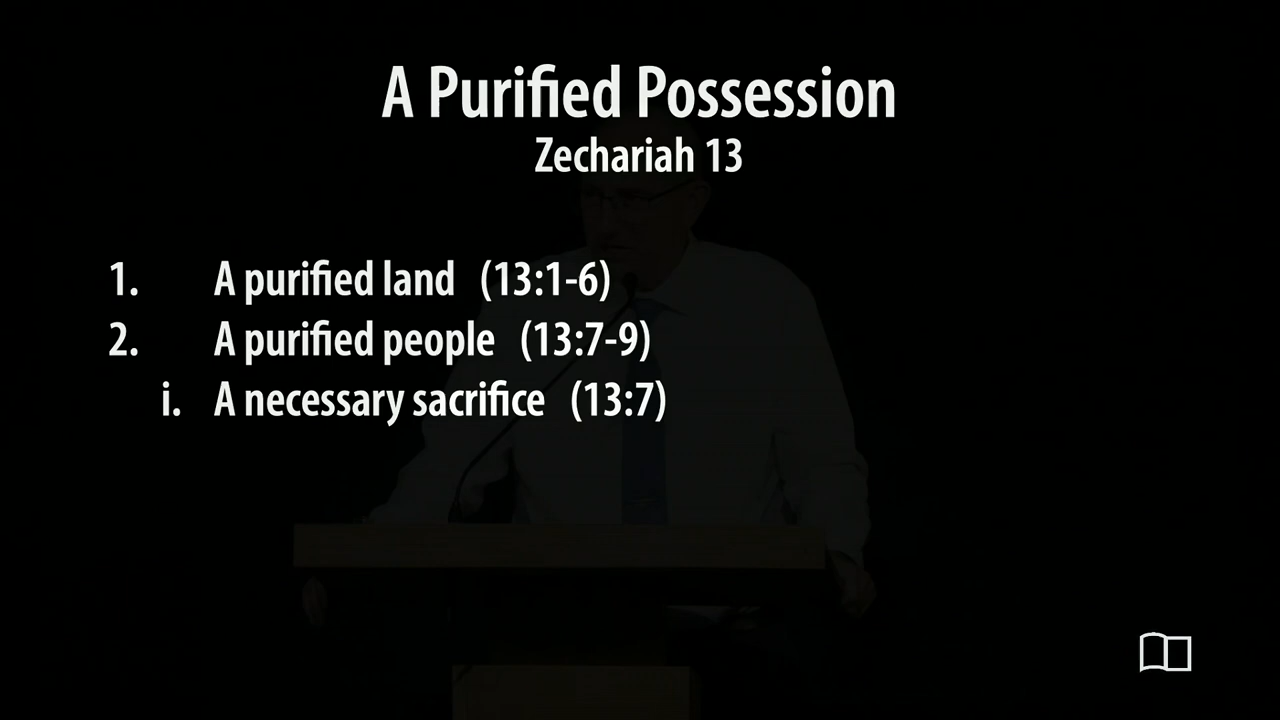 A Purified Possession
Zechariah 13
1. A purified land (13:1-6)
2. A purified people (13:7-9)
i. A necessary sacrifice (13:7)